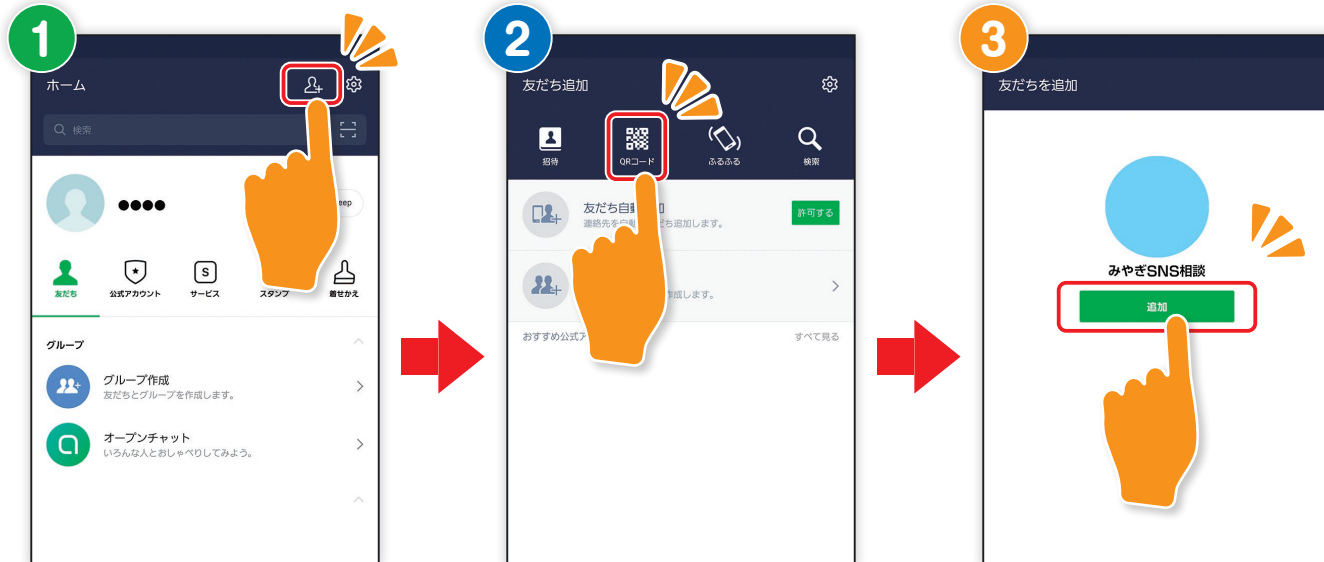 1
ホーム
検索
●●●●
eep
友だち
公式アカウント
サービス
スタンプ
着せかえ
グループ
グループ作成
友だちとグループを作成します。
オープンチャット
いろんな人とおしゃべりしてみよう。
2
友だち追加
招待
QRコード
ふるふる
検索
友だち自動
連絡先を自動 だち追加します。
許可する
作成します。
おすすめ公式ア
すべて見る
3
友だちを追加
みやぎSNS相談
追加